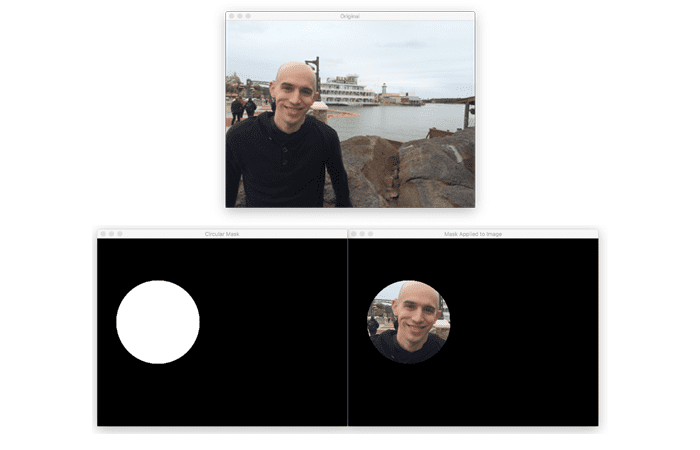 Original
Circular Mask
Mask Applied to Image